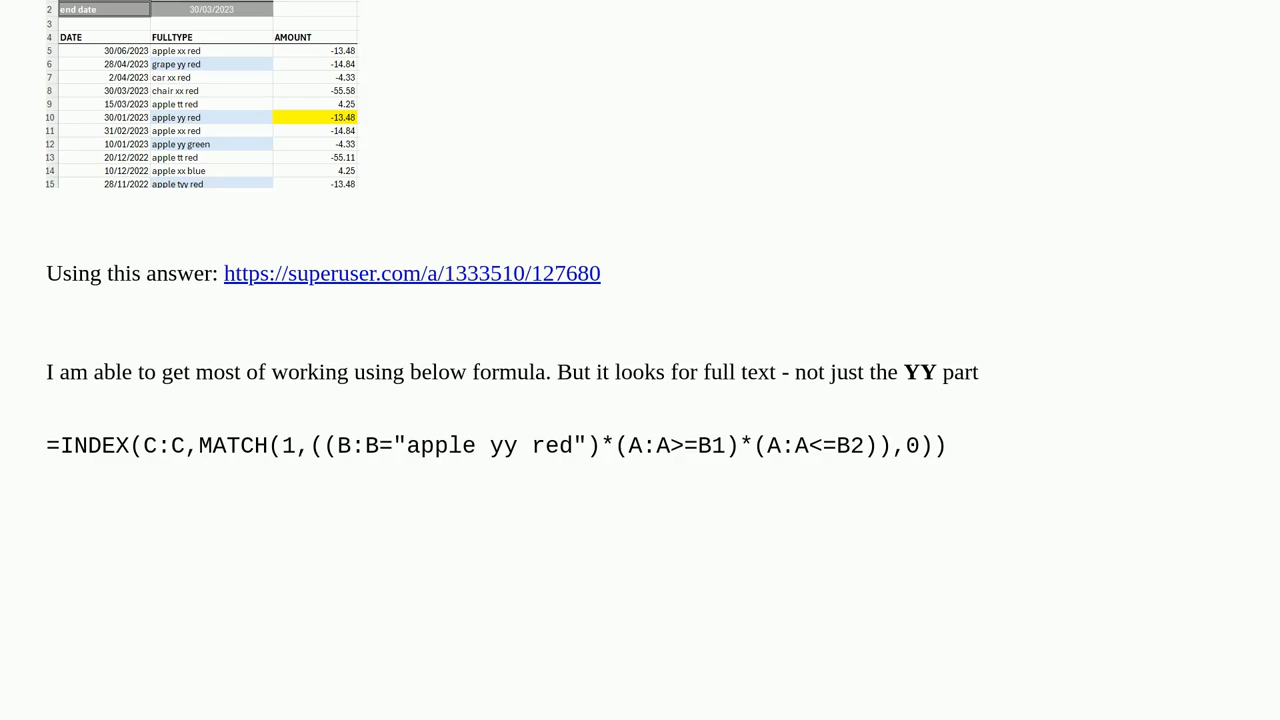 2 end date 30/03/2023
3
4 DATE FULLTYPE AMOUNT
5 30/06/2023 apple xx red -13.48
6 28/04/2023 grape yy red -14.84
7 2/04/2023 car xx red -4.33
8 30/03/2023 chair xx red -55.58
9 15/03/2023 apple tt red 4.25
10 30/01/2023 apple yy red -13.48
11 31/02/2023 apple xx red -14.84
12 10/01/2023 apple yy green -4.33
13 20/12/2022 apple tt red -55.11
14 10/12/2022 apple xx blue 4.25
15 28/11/2022 apple tyy red -13.48
Using this answer: https://superuser.com/a/1333510/127680
I am able to get most of working using below formula. But it looks for full text - not just the YY part
=INDEX(C:C,MATCH(1,((B:B="apple yy red")*(A:A>=B1)*(A:A<=B2)),0))